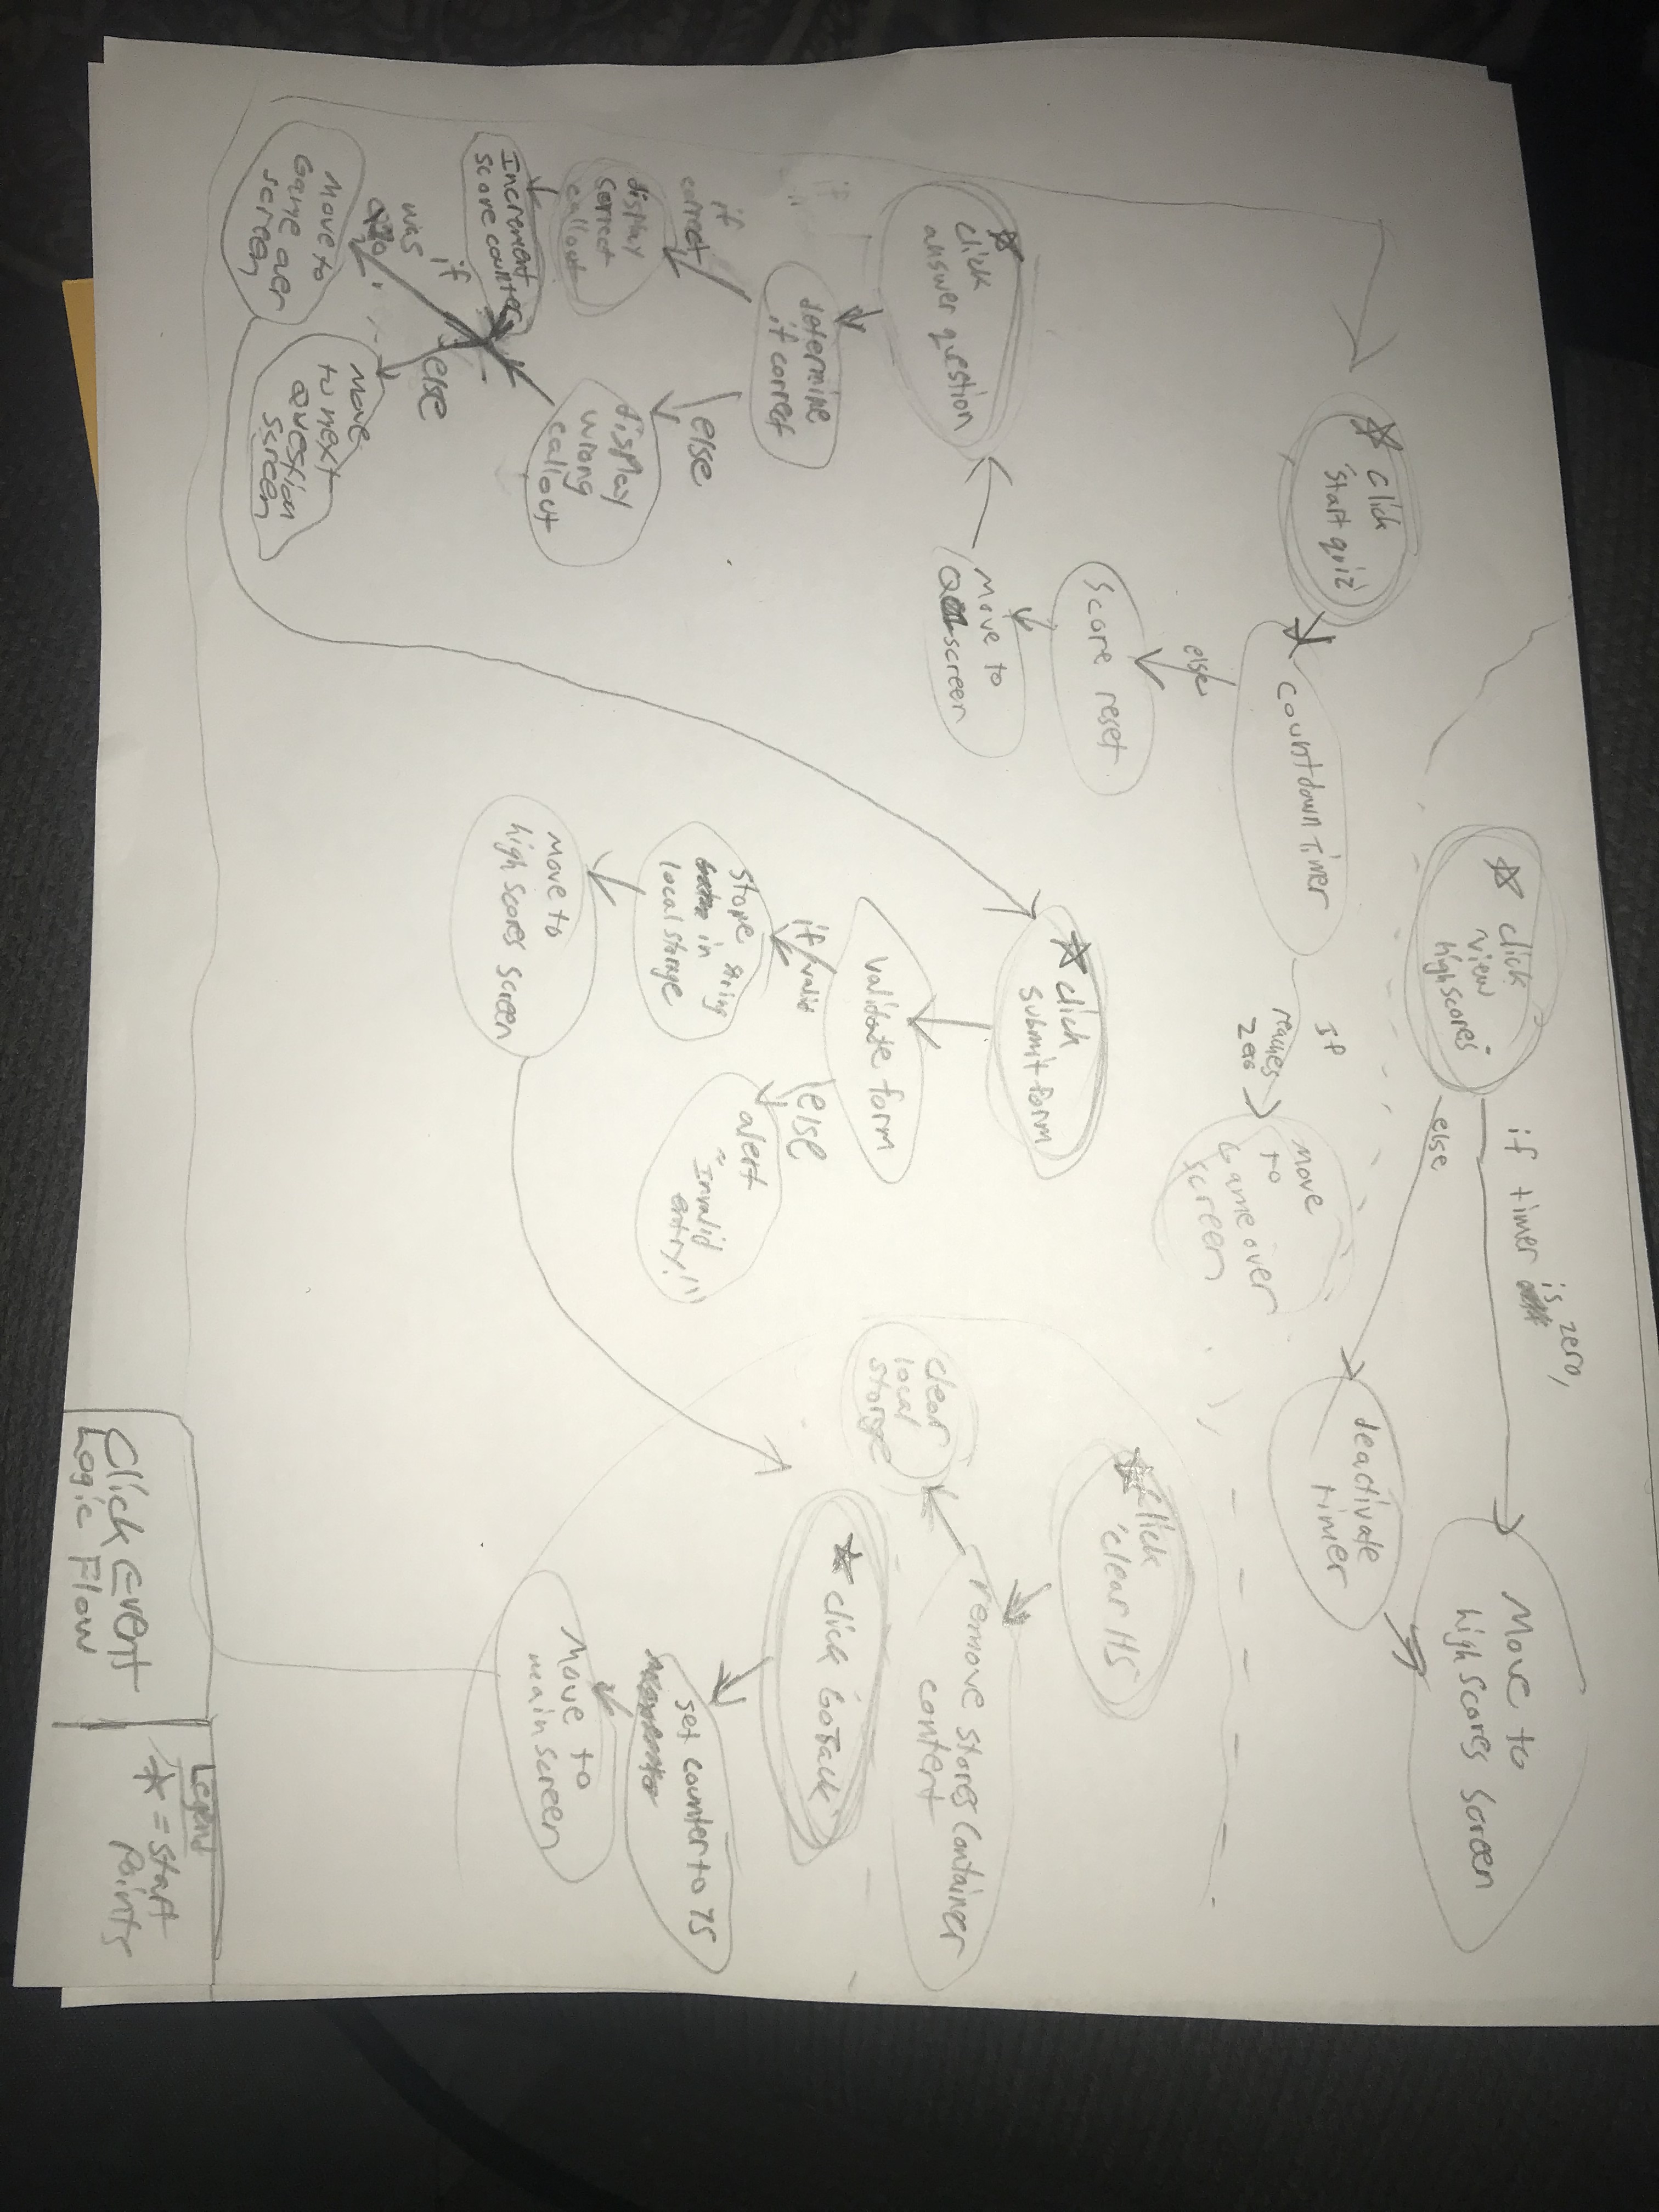 ☆ click
view
highscores
if timer is zero,
Move to
high scores screen
else
deactivate
timer
☆ click
start quiz
countdown timer
If
reaches
zero
Move
to
Game over
screen
else
score reset
Move to
screen
☆
click
answer question
determine
if correct
if
correct
display
correct
callout
Increment
score counter
else
display
wrong
callout
if
was
Move to
Game over
screen
else
Move
to next
question
screen
☆ click
submit form
validate form
if valid
store string
in
local storage
Move to
high scores screen
else
alert
"Invalid
entry!"
☆ click
clear HS
remove stores container
content
clear
local
storage
☆ click GoBack
set counter to 75
Move to
main screen
Click Event
Logic Flow
Legend
☆ = start
Points